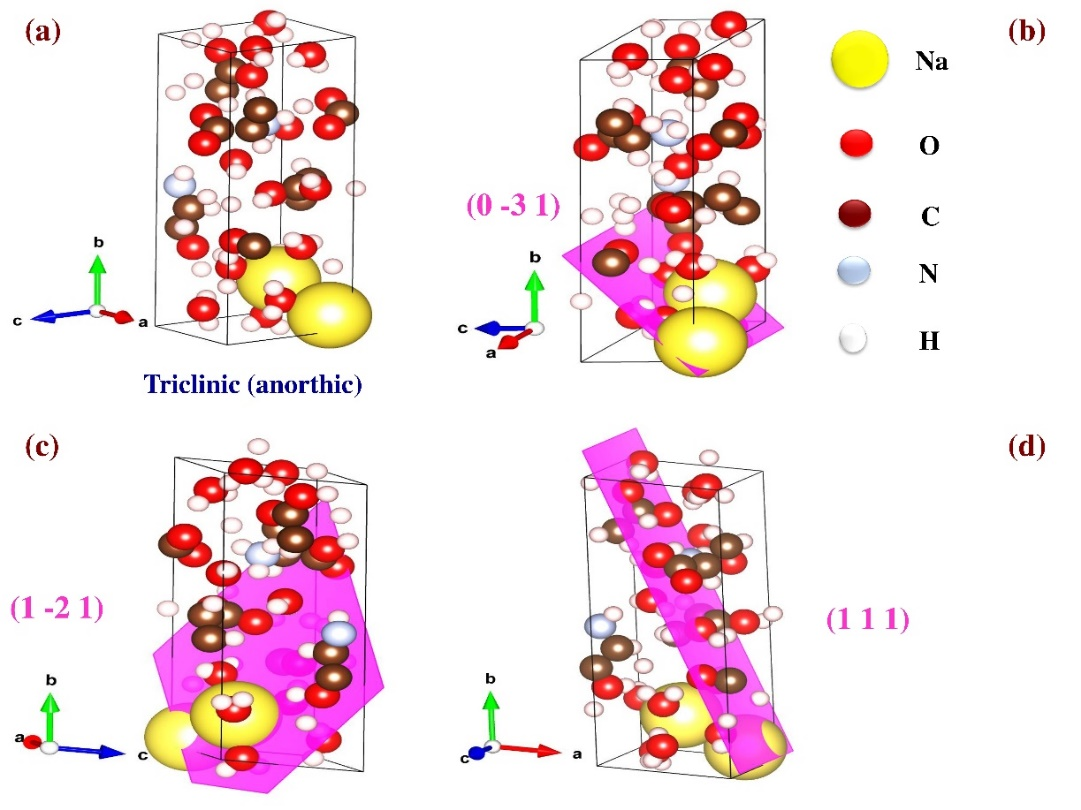 (a)
(b)
Na
O
C
N
H
(0 -3 1)
b
c
a
b
c
a
Triclinic (anorthic)
(c)
(d)
(1 -2 1)
(1 1 1)
b
a
c
b
c
a